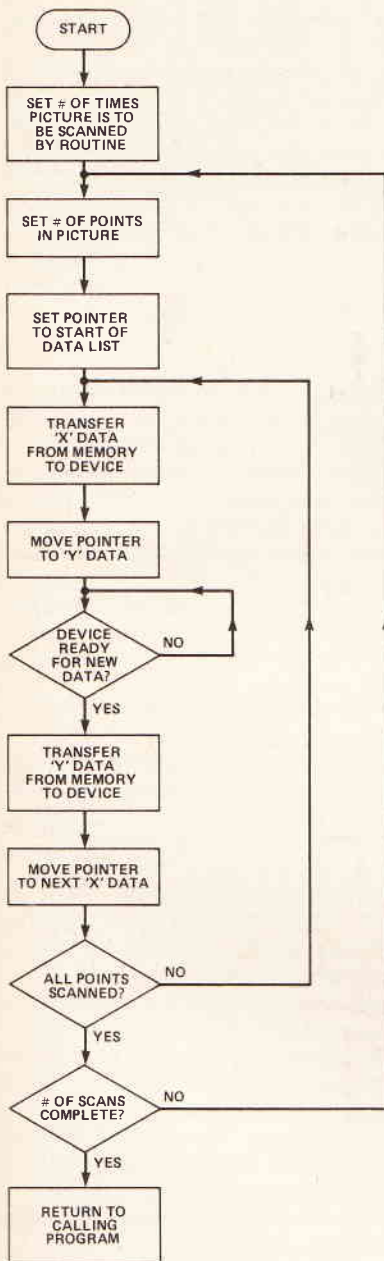 START
SET # OF TIMES
PICTURE IS TO
BE SCANNED
BY ROUTINE
SET # OF POINTS
IN PICTURE
SET POINTER
TO START OF
DATA LIST
TRANSFER
'X' DATA
FROM MEMORY
TO DEVICE
MOVE POINTER
TO 'Y' DATA
DEVICE
READY
FOR NEW
DATA?
NO
YES
TRANSFER
'Y' DATA
FROM MEMORY
TO DEVICE
MOVE POINTER
TO NEXT 'X' DATA
ALL POINTS
SCANNED?
NO
YES
# OF SCANS
COMPLETE?
NO
YES
RETURN TO
CALLING
PROGRAM